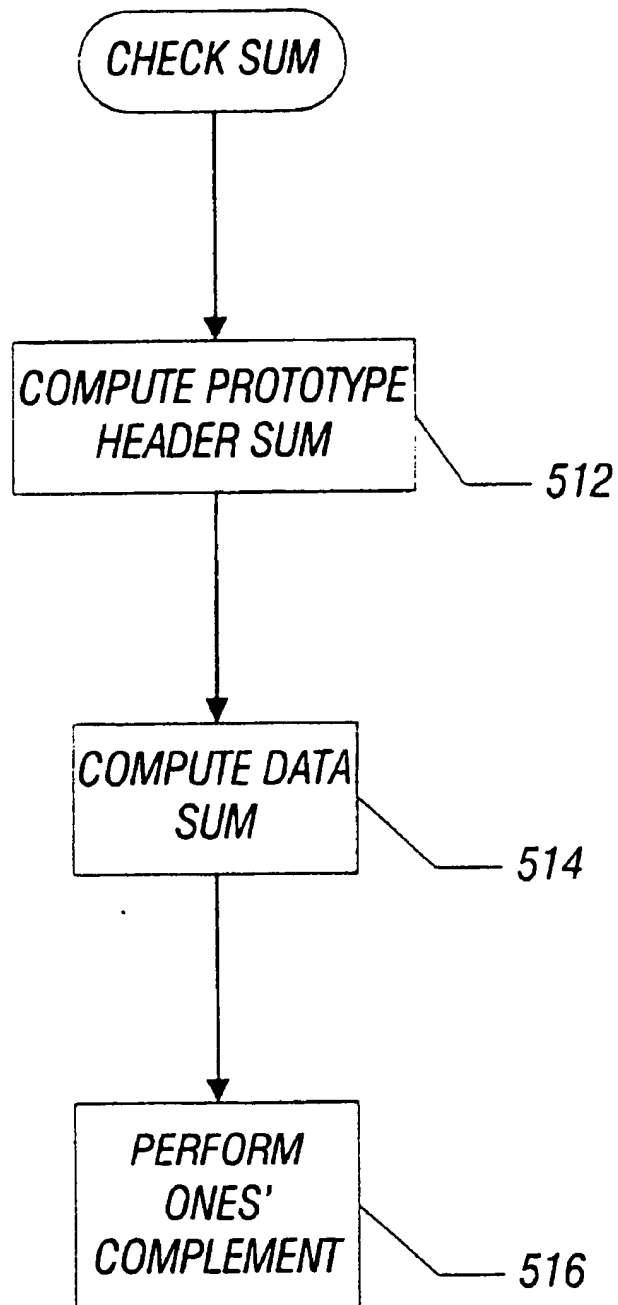 CHECK SUM
COMPUTE PROTOTYPE
HEADER SUM
512
COMPUTE DATA
SUM
514
PERFORM
ONES'
COMPLEMENT
516